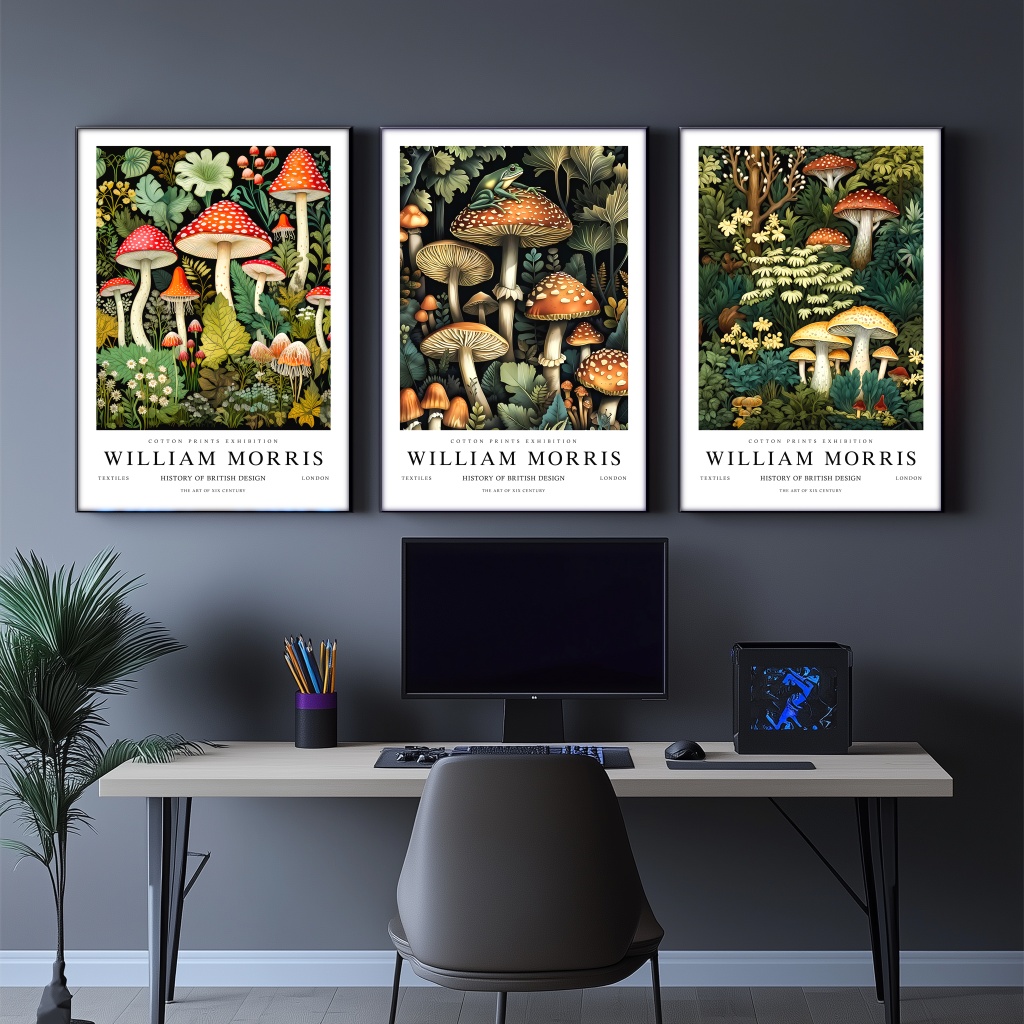 COTTON PRINTS EXHIBITION
WILLIAM MORRIS
TEXTILES HISTORY OF BRITISH DESIGN LONDON
THE ART OF XIX CENTURY
COTTON PRINTS EXHIBITION
WILLIAM MORRIS
TEXTILES HISTORY OF BRITISH DESIGN LONDON
THE ART OF XIX CENTURY
COTTON PRINTS EXHIBITION
WILLIAM MORRIS
TEXTILES HISTORY OF BRITISH DESIGN LONDON
THE ART OF XIX CENTURY